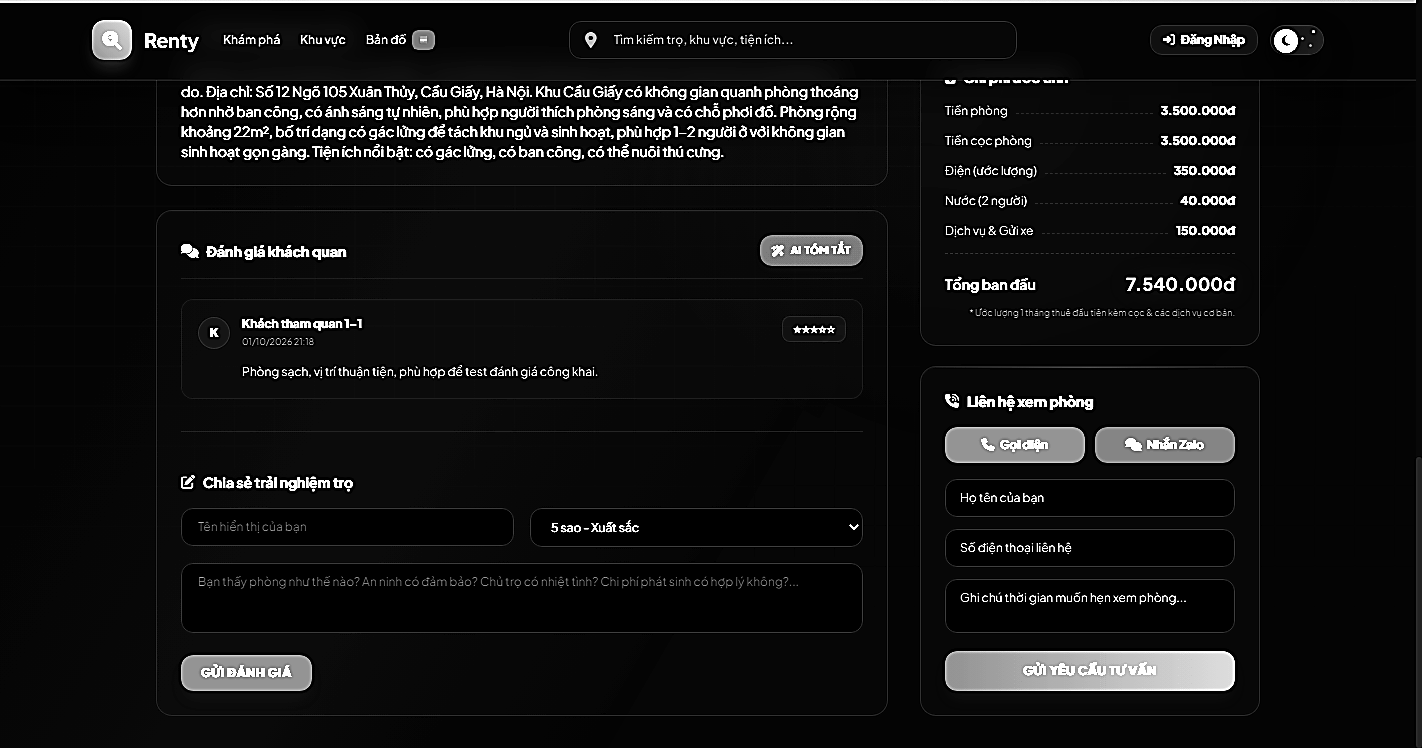 Renty
Khám phá
Khu vực
Bản đồ
Tìm kiếm trọ, khu vực, tiện ích...
Đăng Nhập
do. Địa chỉ: Số 12 Ngõ 105 Xuân Thủy, Cầu Giấy, Hà Nội. Khu Cầu Giấy có không gian quanh phòng thoáng
hơn nhờ ban công, có ánh sáng tự nhiên, phù hợp người thích phòng sáng và có chỗ phơi đồ. Phòng rộng
khoảng 22m², bố trí dạng có gác lửng để tách khu ngủ và sinh hoạt, phù hợp 1–2 người ở với không gian
sinh hoạt gọn gàng. Tiện ích nổi bật: có gác lửng, có ban công, có thể nuôi thú cưng.
Đánh giá khách quan
AI TÓM TẮT
K
Khách tham quan 1-1
★★★★★
01/10/2026 21:18
Phòng sạch, vị trí thuận tiện, phù hợp để test đánh giá công khai.
Chia sẻ trải nghiệm trọ
Tên hiển thị của bạn
5 sao - Xuất sắc
Bạn thấy phòng như thế nào? An ninh có đảm bảo? Chủ trọ có nhiệt tình? Chi phí phát sinh có hợp lý không?...
GỬI ĐÁNH GIÁ
Tiền phòng 3.500.000đ
Tiền cọc phòng 3.500.000đ
Điện (ước lượng) 350.000đ
Nước (2 người) 40.000đ
Dịch vụ & Gửi xe 150.000đ
Tổng ban đầu 7.540.000đ
* Ước lượng 1 tháng thuê đầu tiên kèm cọc & các dịch vụ cơ bản.
Liên hệ xem phòng
Gọi điện
Nhắn Zalo
Họ tên của bạn
Số điện thoại liên hệ
Ghi chú thời gian muốn hẹn xem phòng...
GỬI YÊU CẦU TƯ VẤN